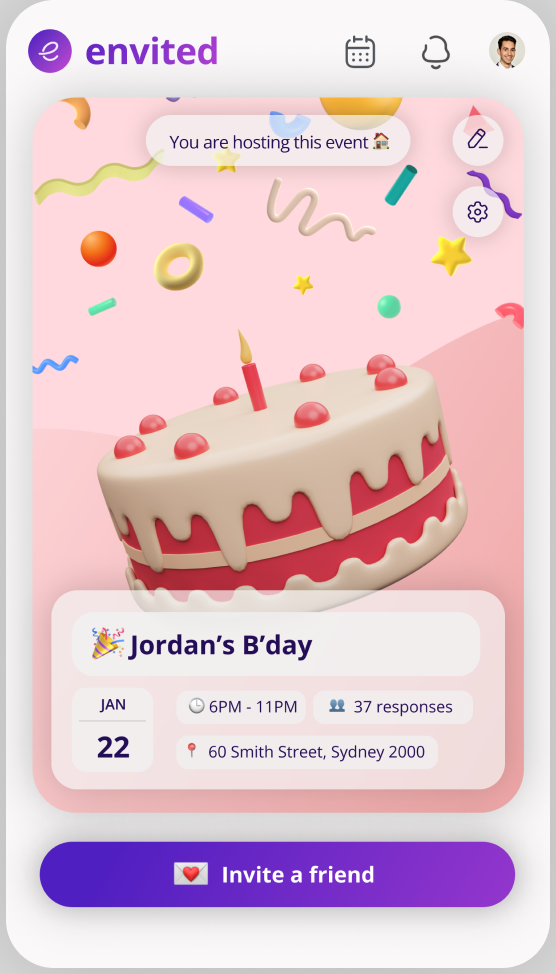 envited
You are hosting this event 🏠
🎉 Jordan’s B’day
JAN
22
🕒 6PM - 11PM
👥 37 responses
📍 60 Smith Street, Sydney 2000
💌 Invite a friend